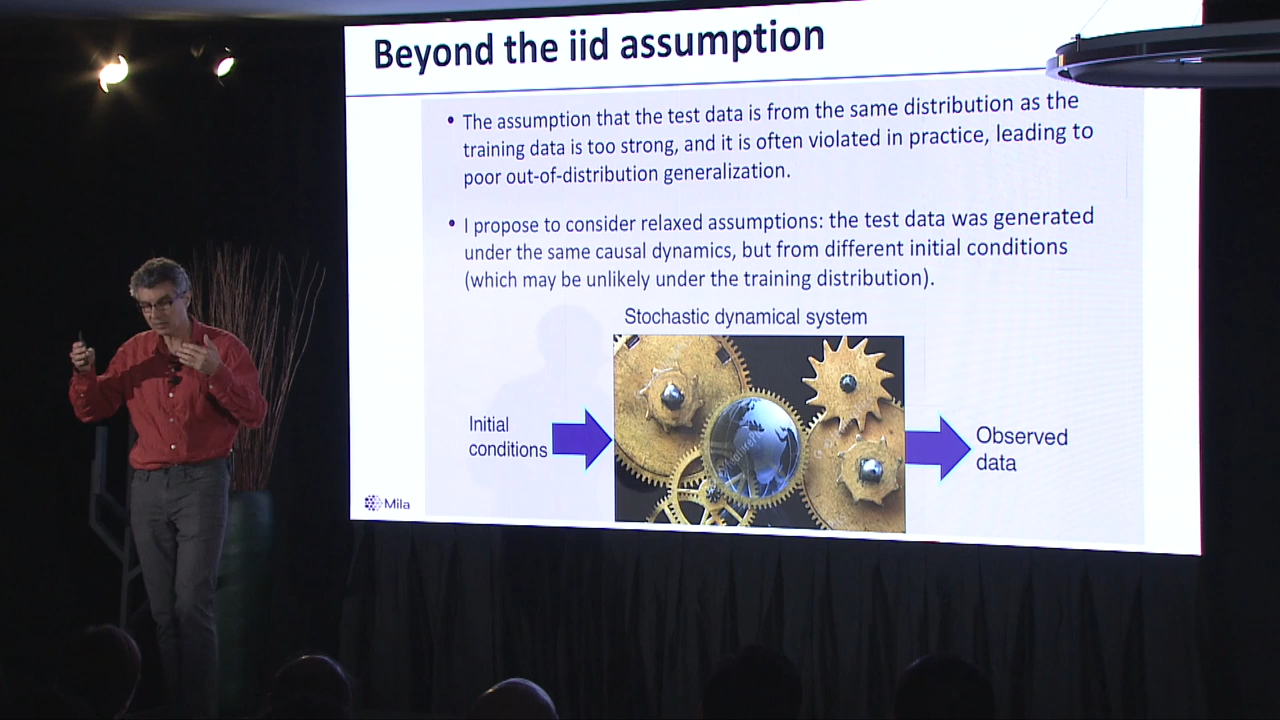 Beyond the iid assumption
• The assumption that the test data is from the same distribution as the
training data is too strong, and it is often violated in practice, leading to
poor out-of-distribution generalization.
• I propose to consider relaxed assumptions: the test data was generated
under the same causal dynamics, but from different initial conditions
(which may be unlikely under the training distribution).
Stochastic dynamical system
Initial
conditions
Observed
data
Mila